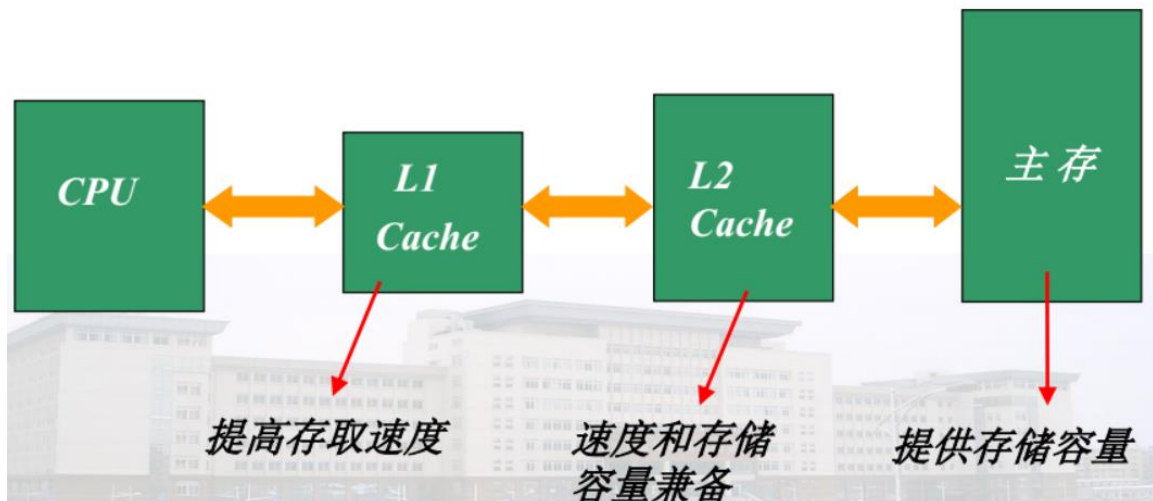 CPU
L1
Cache
L2
Cache
主存
提高存取速度
速度和存储
容量兼备
提供存储容量